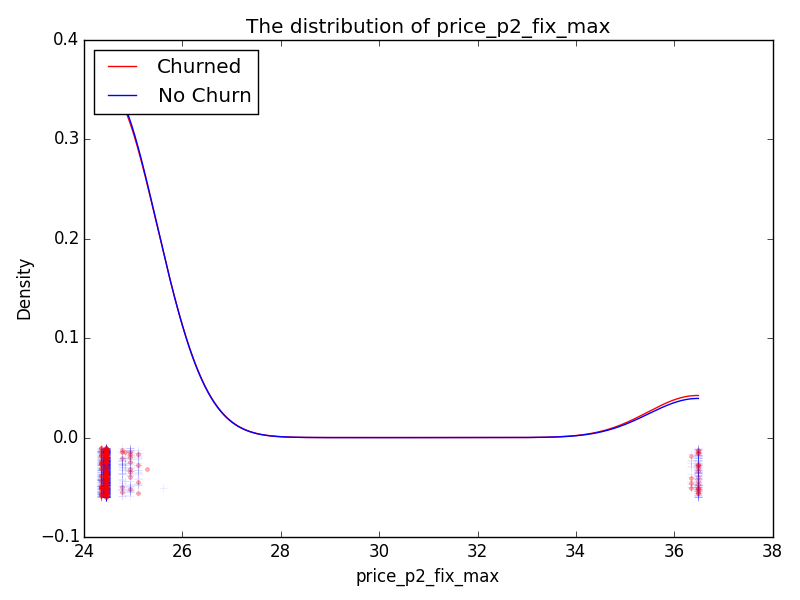 The distribution of price_p2_fix_max
Churned
No Churn
0.4
0.3
0.2
0.1
0.0
−0.1
Density
24 26 28 30 32 34 36 38
price_p2_fix_max